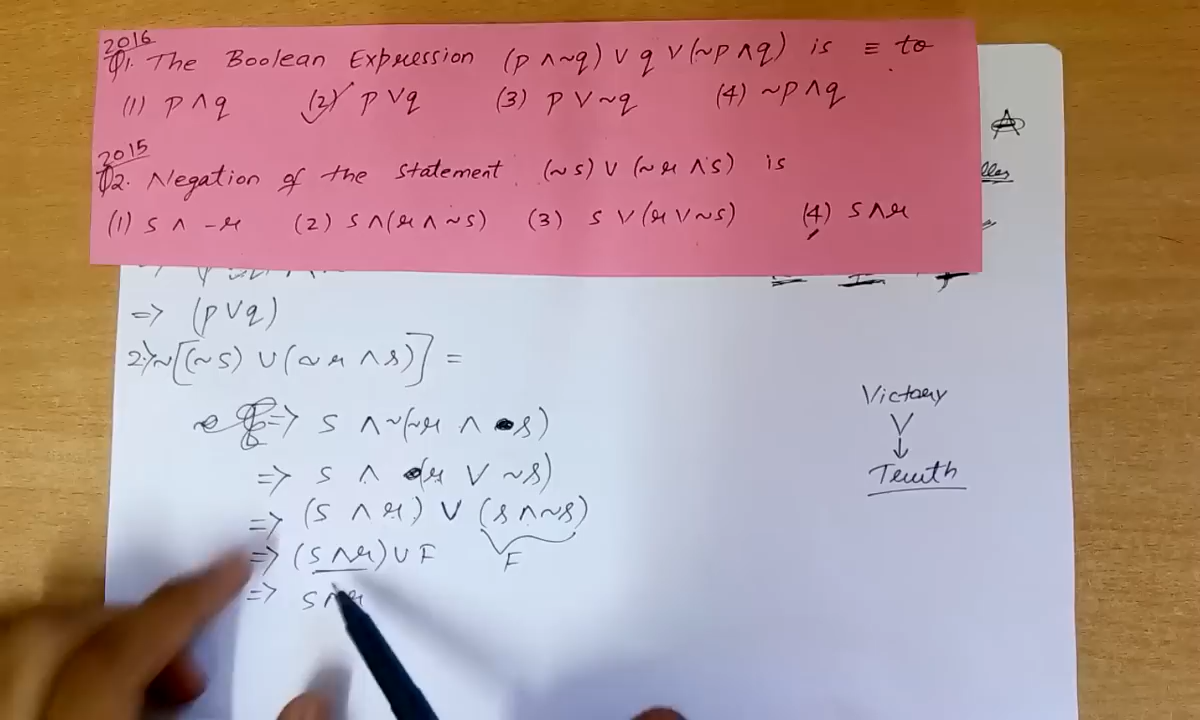 2016
Q1. The Boolean Expression (p ∧ ~q) ∨ q ∨ (~p ∧ q) is ≡ to
(1) p ∧ q (2) p ∨ q (3) p ∨ ~q (4) ~p ∧ q
2015
Q2. Negation of the statement (~s) ∨ (~r ∧ s) is
(1) s ∧ -r (2) s ∧ (r ∧ ~s) (3) s ∨ (r ∨ ~s) (4) s ∧ r
=> (p ∨ q)
2) ~[(~s) ∪ (~r ∧ s)] =
=> s ∧ ~(~r ∧ s)
=> s ∧ (r ∨ ~s)
=> (s ∧ r) ∨ (s ∧ ~s)
=> (s ∧ r) ∪ F F
=> s ∧ r
Victory
V
↓
Truth